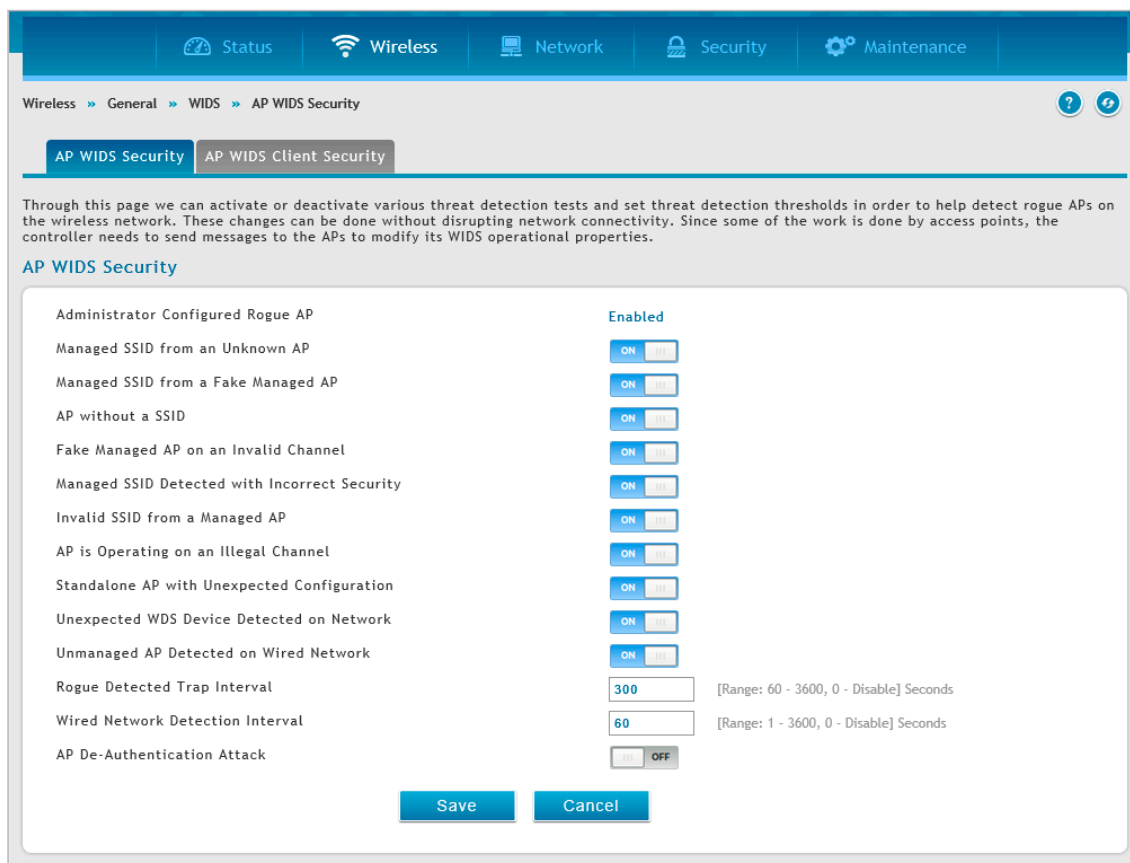 Status
Wireless
Network
Security
Maintenance
Wireless » General » WIDS » AP WIDS Security
?
AP WIDS Security
AP WIDS Client Security
Through this page we can activate or deactivate various threat detection tests and set threat detection thresholds in order to help detect rogue APs on
the wireless network. These changes can be done without disrupting network connectivity. Since some of the work is done by access points, the
controller needs to send messages to the APs to modify its WIDS operational properties.
AP WIDS Security
Administrator Configured Rogue AP Enabled
Managed SSID from an Unknown AP ON
Managed SSID from a Fake Managed AP ON
AP without a SSID ON
Fake Managed AP on an Invalid Channel ON
Managed SSID Detected with Incorrect Security ON
Invalid SSID from a Managed AP ON
AP is Operating on an Illegal Channel ON
Standalone AP with Unexpected Configuration ON
Unexpected WDS Device Detected on Network ON
Unmanaged AP Detected on Wired Network ON
Rogue Detected Trap Interval 300 [Range: 60 - 3600, 0 - Disable] Seconds
Wired Network Detection Interval 60 [Range: 1 - 3600, 0 - Disable] Seconds
AP De-Authentication Attack OFF
Save Cancel